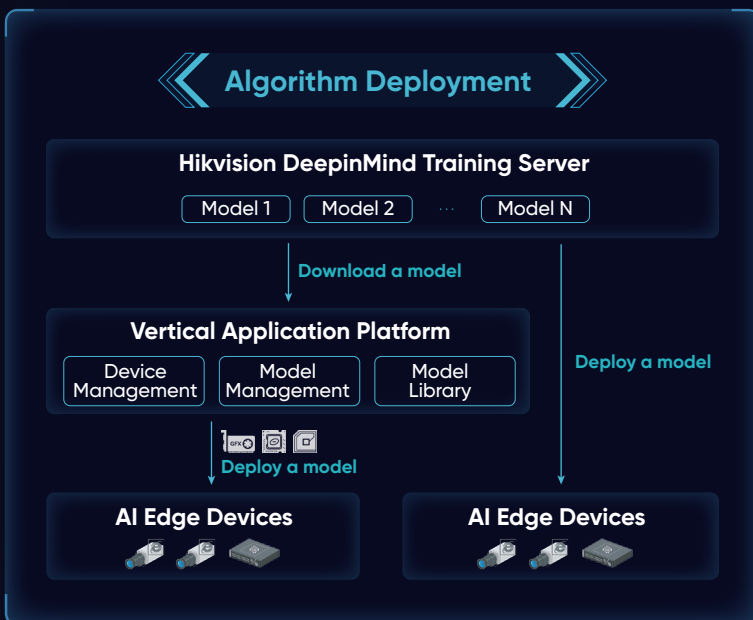 Algorithm Deployment
Hikvision DeepinMind Training Server
Model 1
Model 2
...
Model N
Download a model
Vertical Application Platform
Device
Management
Model
Management
Model
Library
Deploy a model
GFX
Deploy a model
AI Edge Devices
AI Edge Devices